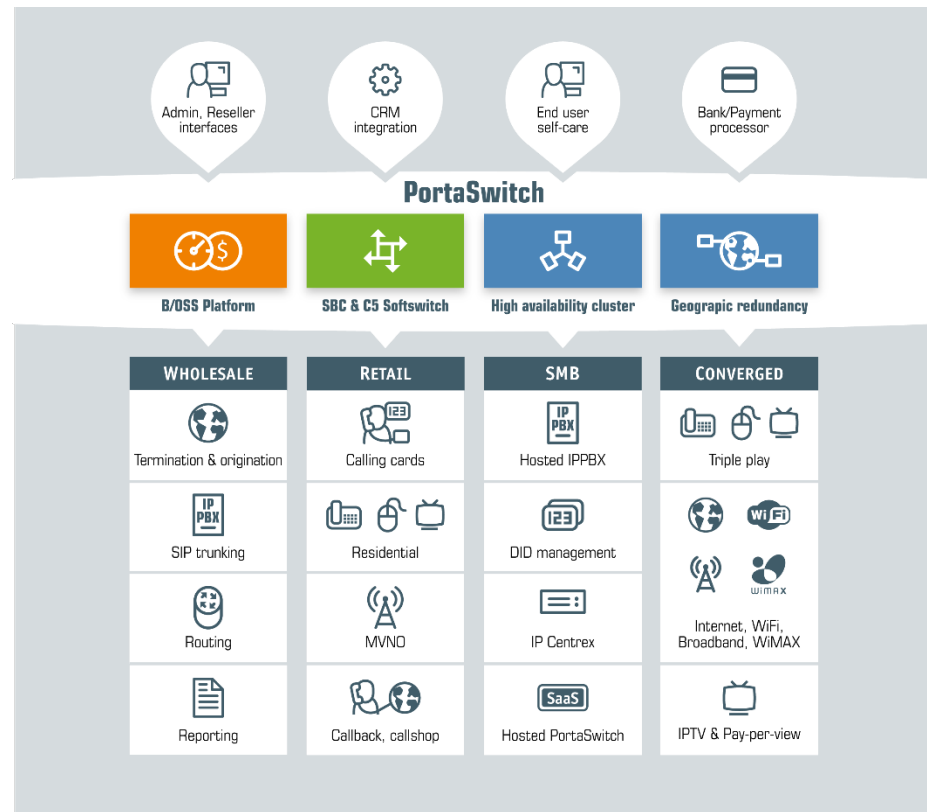 Admin, Reseller
interfaces
CRM
integration
End user
self-care
Bank/Payment
processor
PortaSwitch
$
B/OSS Platform
SBC & C5 Softswitch
High availability cluster
Geograpic redundancy
WHOLESALE
RETAIL
SMB
CONVERGED
Termination & origination
123
Calling cards
IP
PBX
Hosted IPPBX
Triple play
IP
PBX
SIP trunking
Residential
123
DID management
WiFi
WiMAX
Internet, WiFi,
Broadband, WiMAX
Routing
MVNO
IP Centrex
Reporting
Callback, callshop
SaaS
Hosted PortaSwitch
IPTV & Pay-per-view